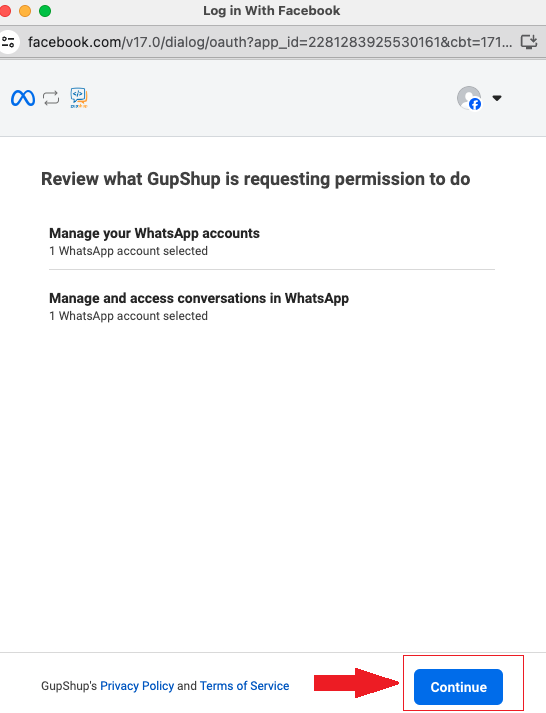 Log in With Facebook
facebook.com/v17.0/dialog/oauth?app_id=2281283925530161&cbt=171...
Review what GupShup is requesting permission to do
Manage your WhatsApp accounts
1 WhatsApp account selected
Manage and access conversations in WhatsApp
1 WhatsApp account selected
GupShup's Privacy Policy and Terms of Service
Continue